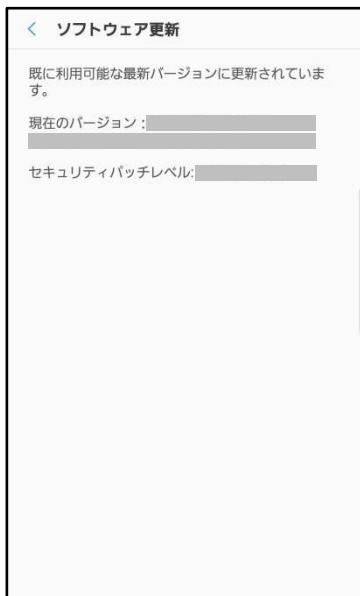 ソフトウェア更新
既に利用可能な最新バージョンに更新されていま
す。
現在のバージョン :
セキュリティパッチレベル: